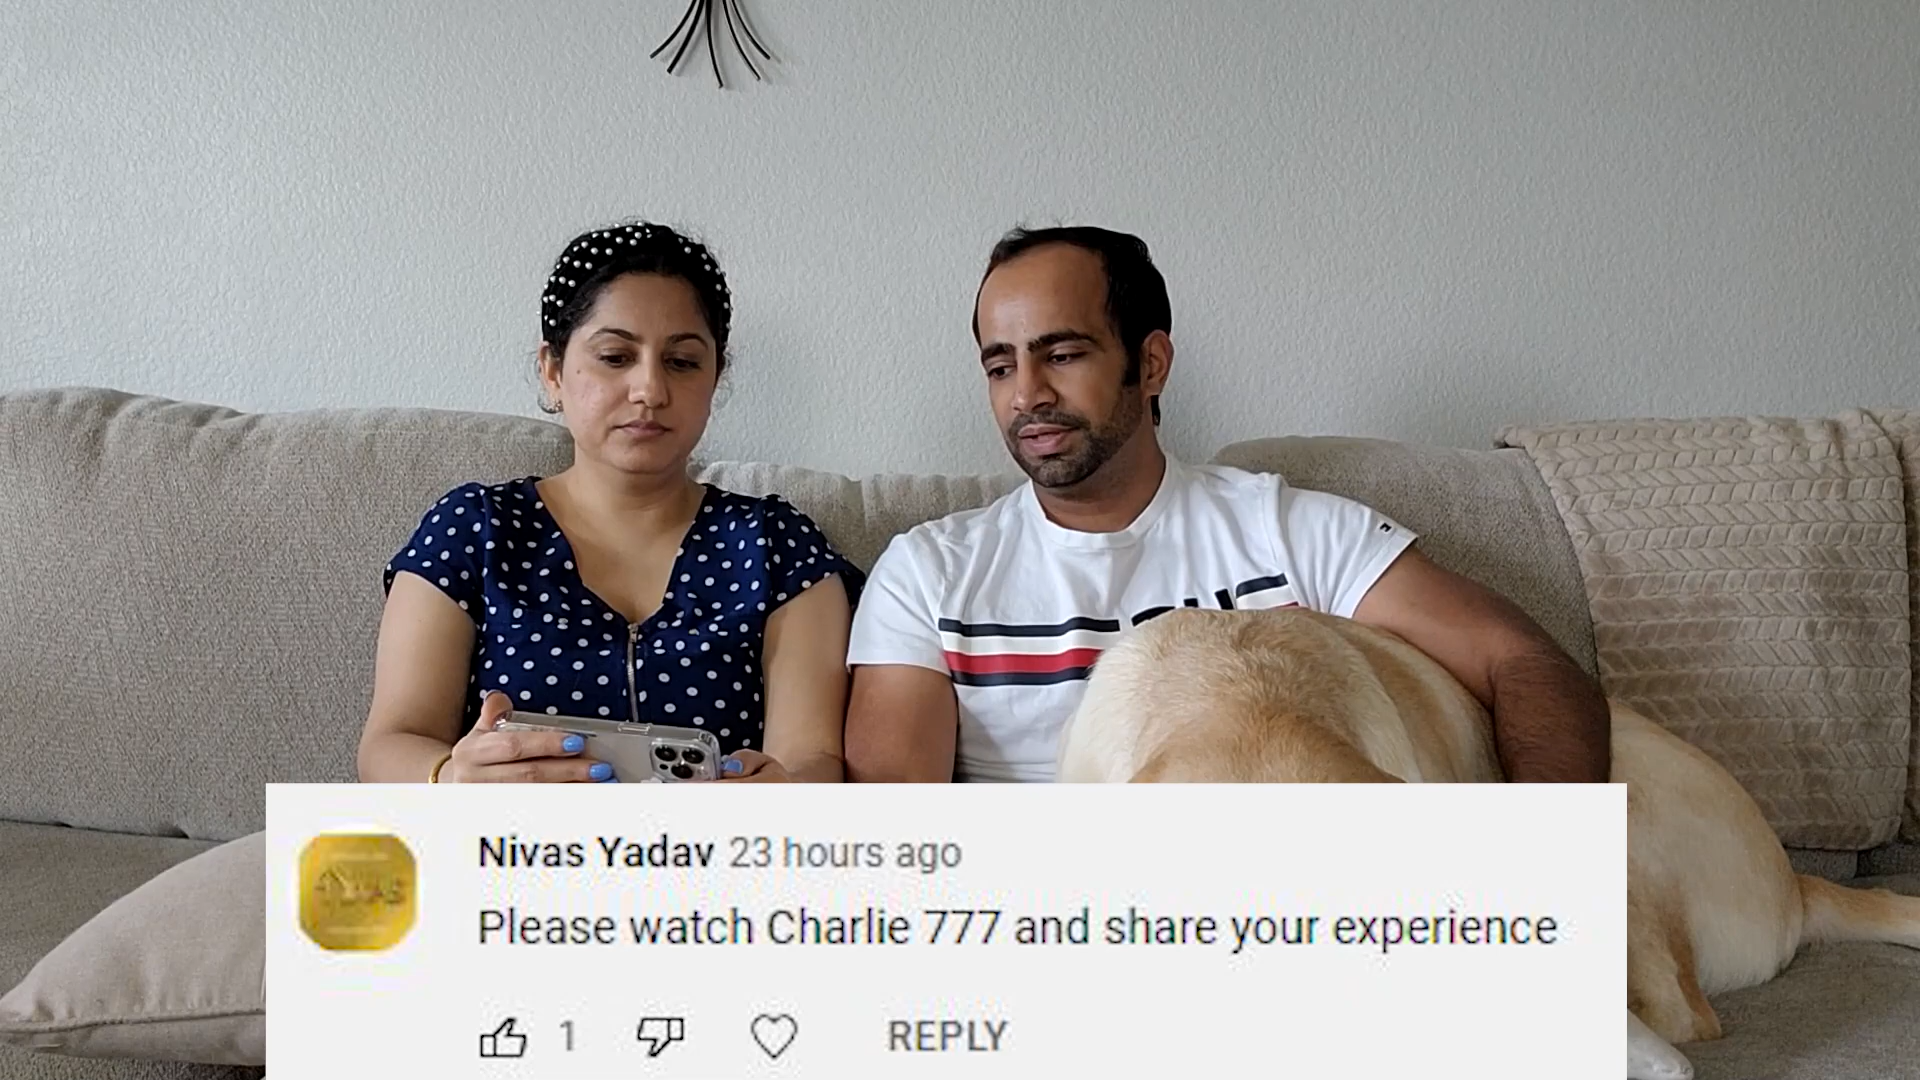 Nivas Yadav 23 hours ago
Please watch Charlie 777 and share your experience
1
REPLY